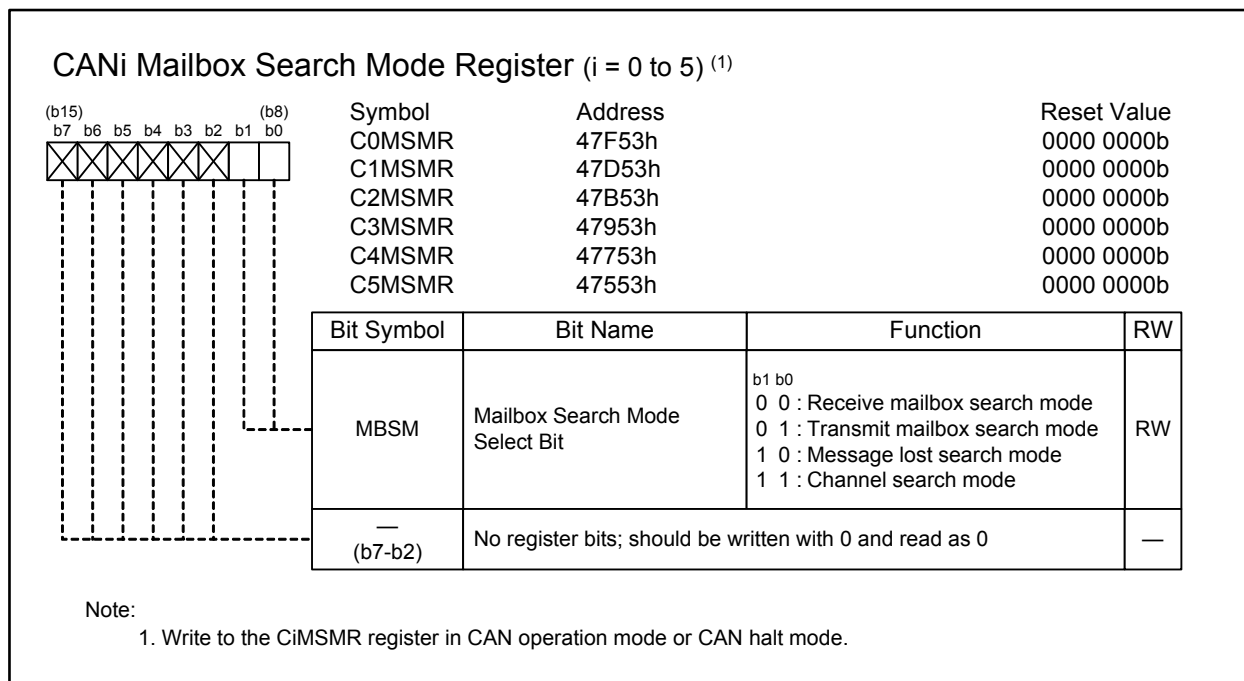 CANi Mailbox Search Mode Register (i = 0 to 5) (1)
(b15) (b8)
b7 b6 b5 b4 b3 b2 b1 b0
Symbol Address Reset Value
C0MSMR 47F53h 0000 0000b
C1MSMR 47D53h 0000 0000b
C2MSMR 47B53h 0000 0000b
C3MSMR 47953h 0000 0000b
C4MSMR 47753h 0000 0000b
C5MSMR 47553h 0000 0000b
Bit Symbol Bit Name Function RW
MBSM
Mailbox Search Mode
Select Bit
b1 b0
0 0 : Receive mailbox search mode
0 1 : Transmit mailbox search mode
1 0 : Message lost search mode
1 1 : Channel search mode
RW
—
(b7-b2)
No register bits; should be written with 0 and read as 0
—
Note:
1. Write to the CiMSMR register in CAN operation mode or CAN halt mode.